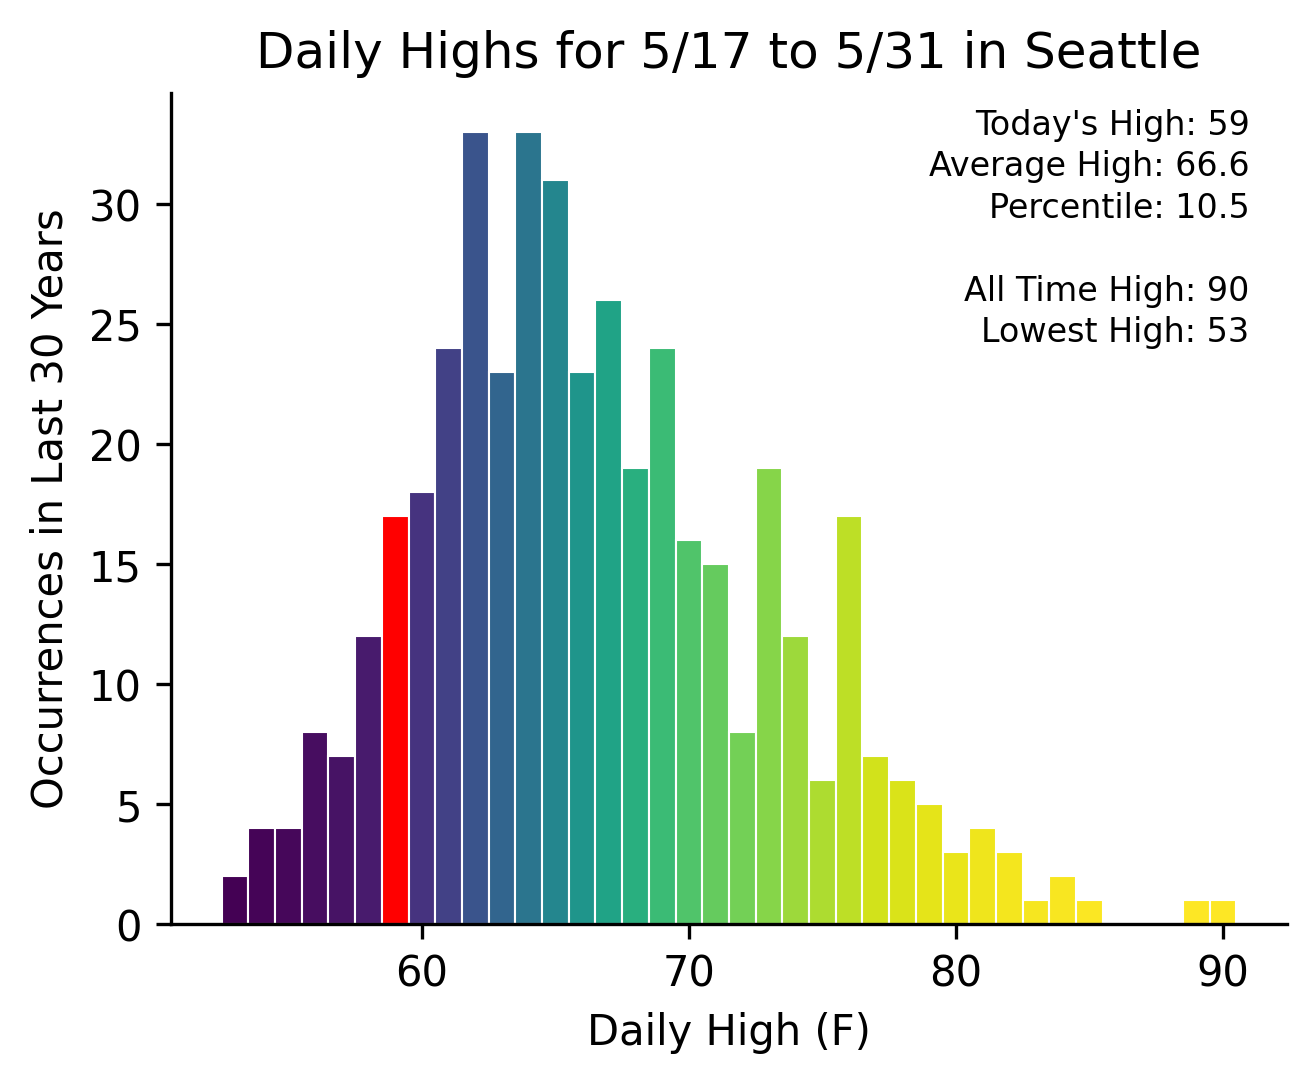 Daily Highs for 5/17 to 5/31 in Seattle
Today's High: 59
Average High: 66.6
Percentile: 10.5
All Time High: 90
Lowest High: 53
Occurrences in Last 30 Years
30
25
20
15
10
5
0
60 70 80 90
Daily High (F)